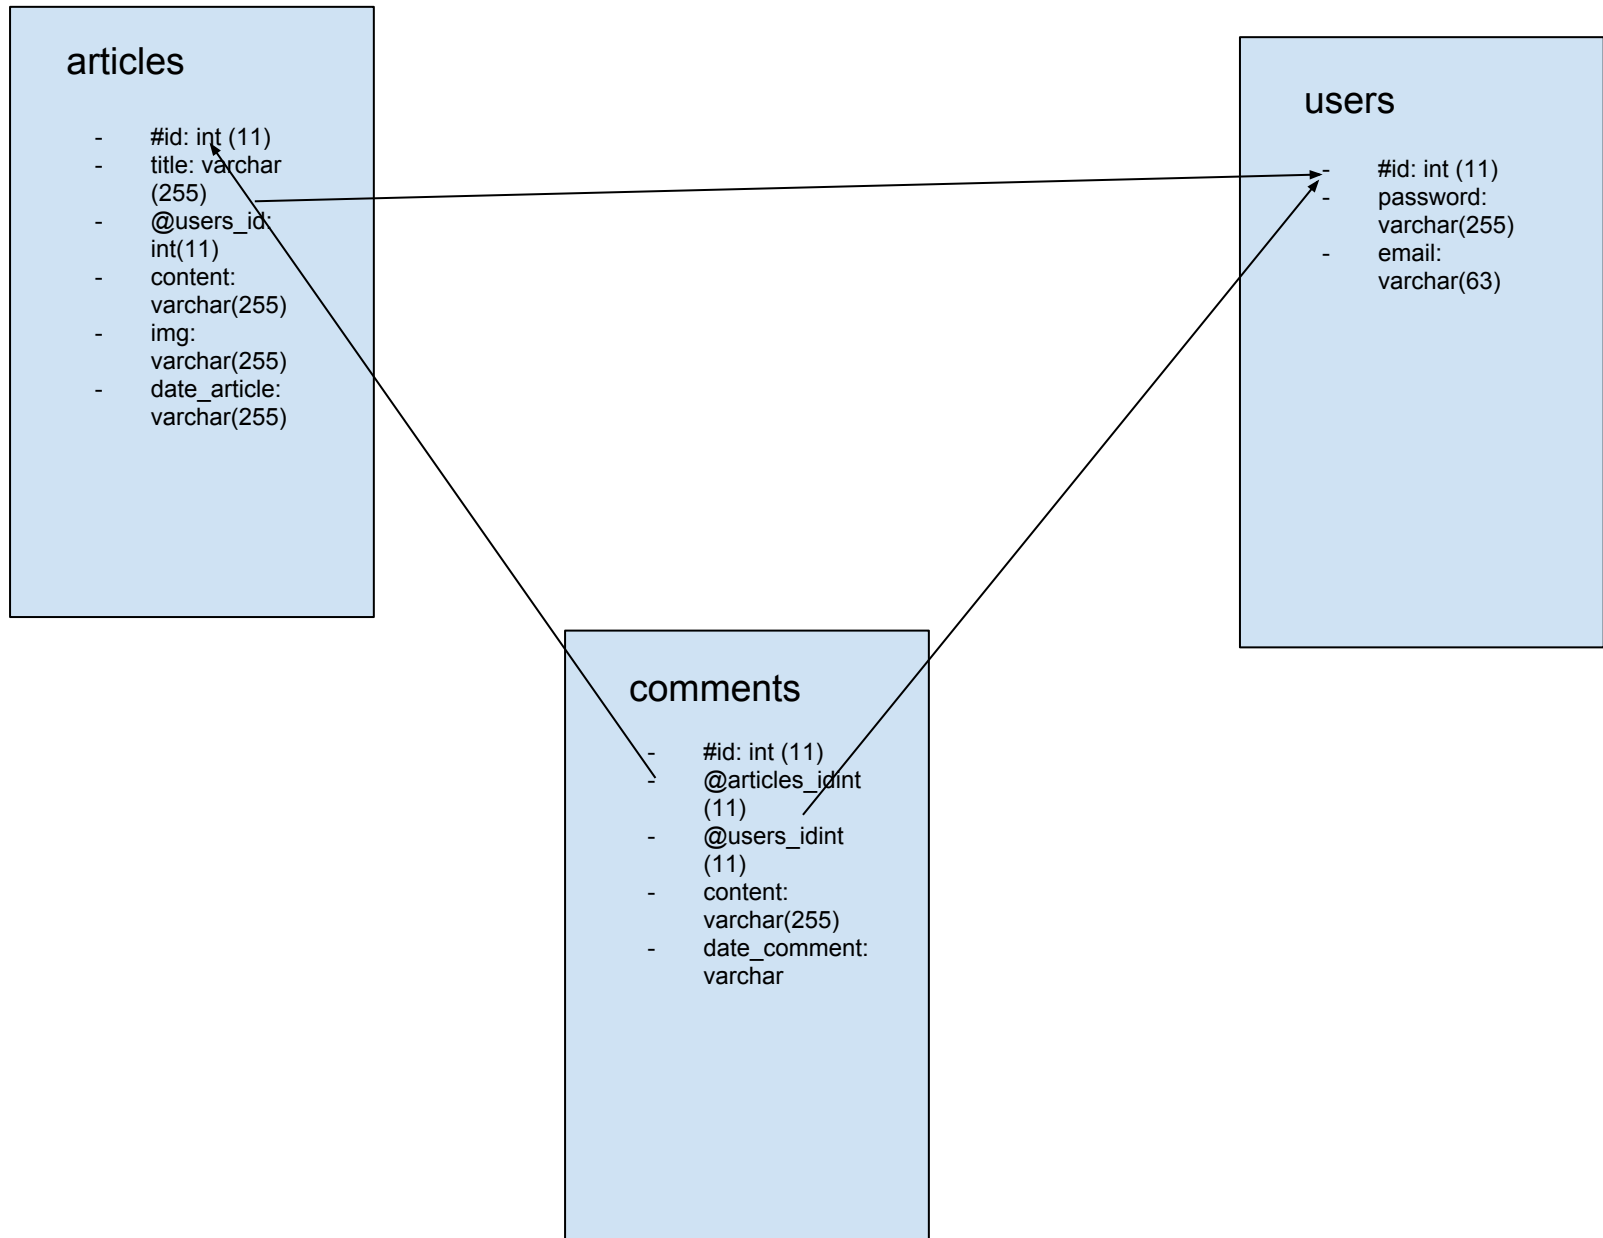 articles
- #id: int (11)
- title: varchar
(255)
- @users_id:
int(11)
- content:
varchar(255)
- img:
varchar(255)
- date_article:
varchar(255)
users
- #id: int (11)
- password:
varchar(255)
- email:
varchar(63)
comments
- #id: int (11)
- @articles_idint
(11)
- @users_idint
(11)
- content:
varchar(255)
- date_comment:
varchar